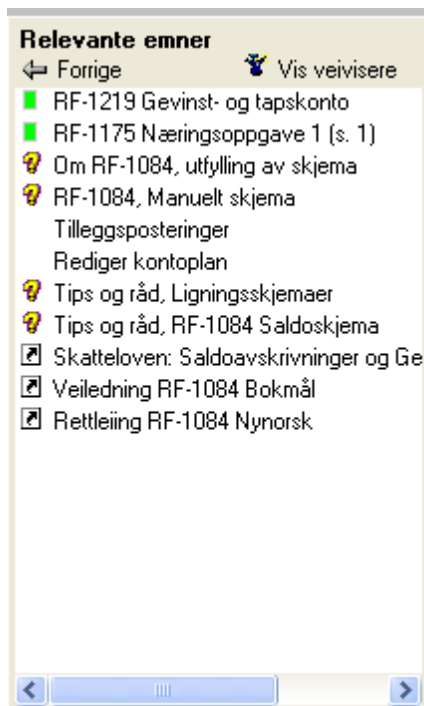 Relevante emner
Forrige Vis veivisere
RF-1219 Gevinst- og tapskonto
RF-1175 Næringsoppgave 1 (s. 1)
Om RF-1084, utfylling av skjema
RF-1084, Manuelt skjema
Tilleggsposteringer
Rediger kontoplan
Tips og råd, Ligningsskjemaer
Tips og råd, RF-1084 Saldoskjema
Skatteloven: Saldoavskrivninger og Ge
Veiledning RF-1084 Bokmål
Rettleiing RF-1084 Nynorsk